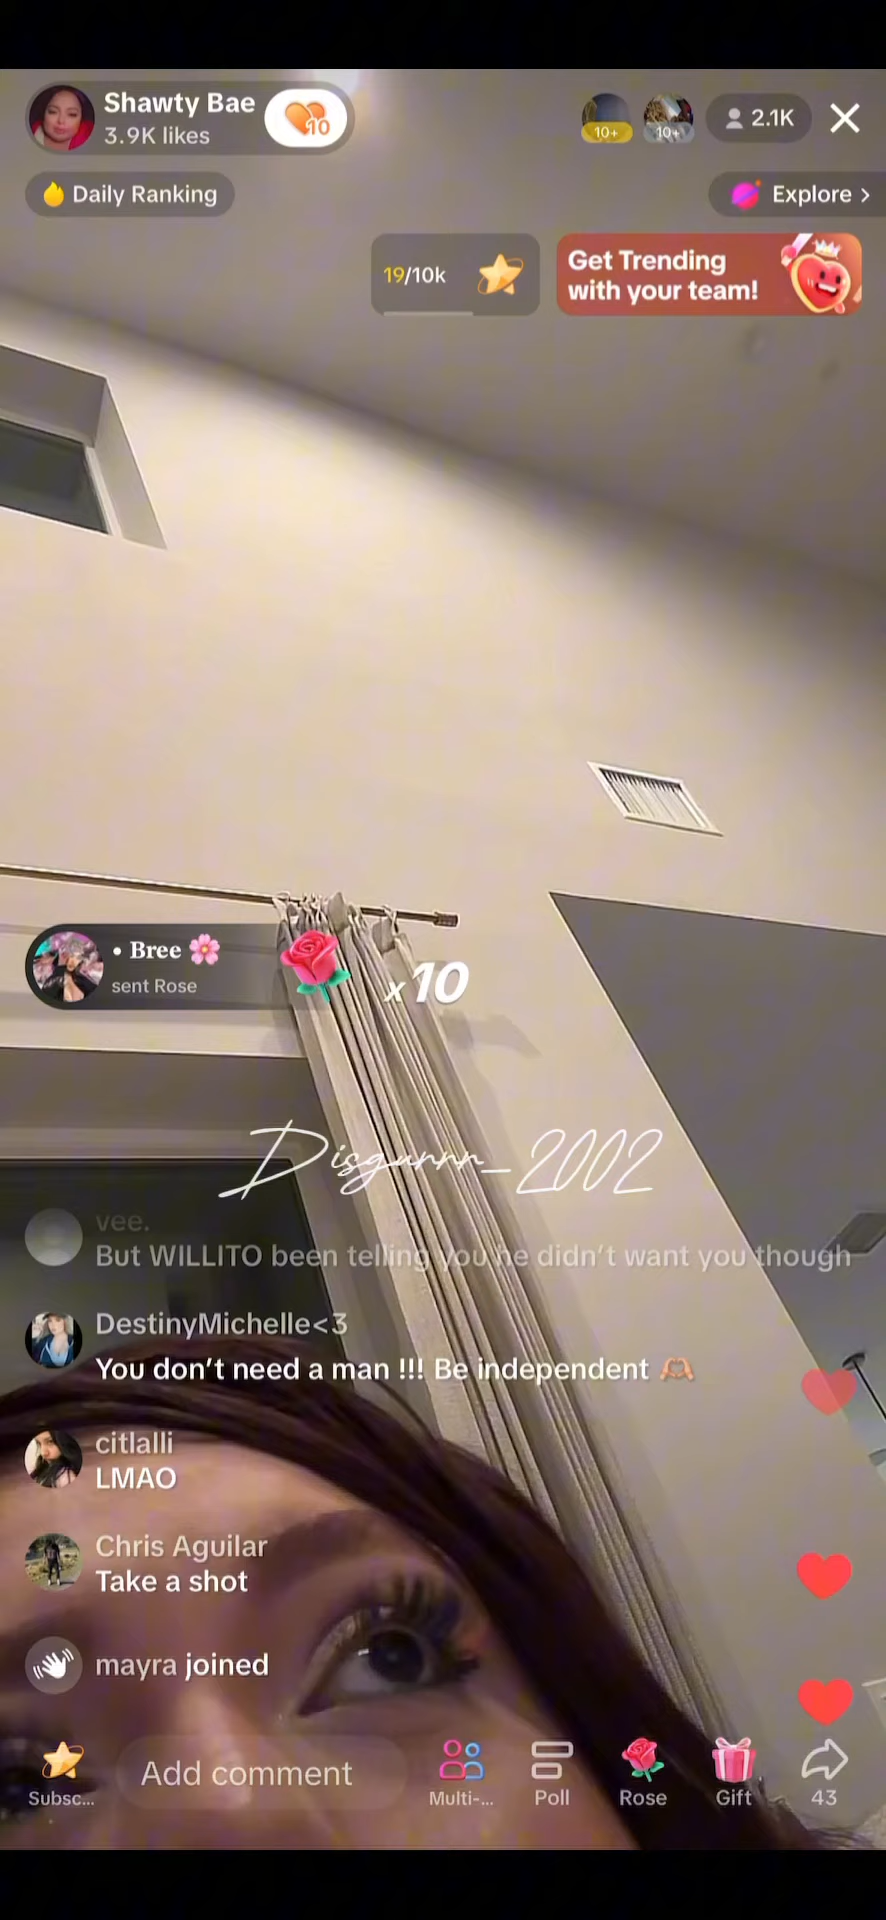 Shawty Bae
3.9K likes
10
10+
10+
2.1K
Daily Ranking
Explore >
19/10k
Get Trending
with your team!
• Bree
sent Rose
x10
Disgunnn_2002
vee.
But WILLITO been telling you he didn't want you though
DestinyMichelle<3
You don't need a man !!! Be independent
citlalli
LMAO
Chris Aguilar
Take a shot
mayra joined
Subsc...
Add comment
Multi-...
Poll
Rose
Gift
43